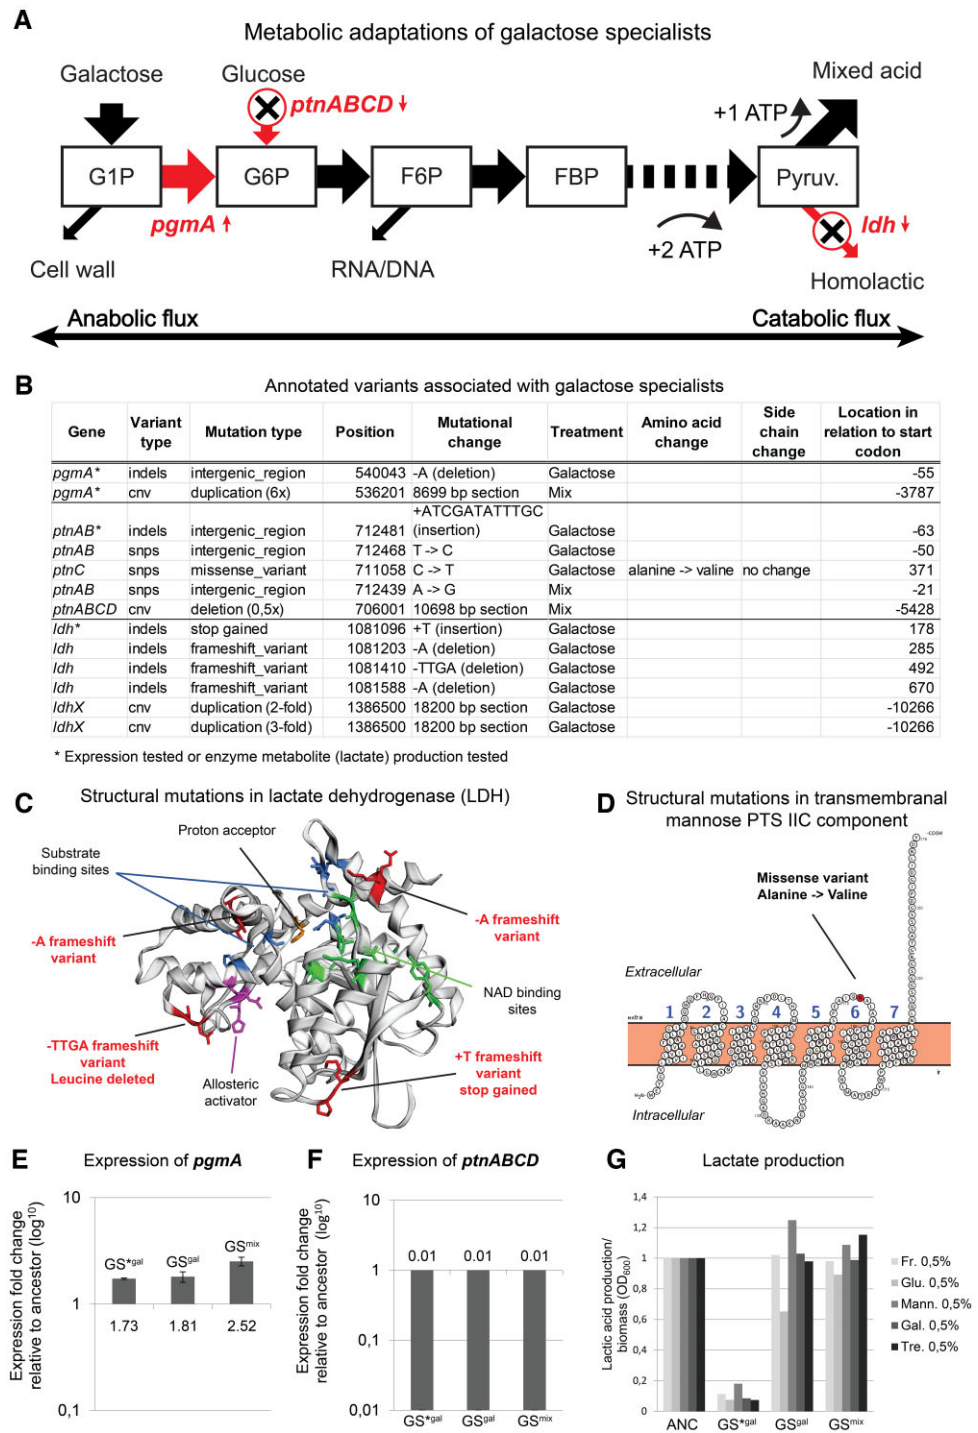 A
Metabolic adaptations of galactose specialists
Galactose
Glucose
Mixed acid
ptnABCD
+1 ATP
G1P
G6P
F6P
FBP
Pyruv.
pgmA
ldh
+2 ATP
Cell wall
RNA/DNA
Homolactic
Anabolic flux
Catabolic flux
B
Annotated variants associated with galactose specialists
Gene Variant type Mutation type Position Mutational change Treatment Amino acid change Side chain change Location in relation to start codon
pgmA* indels intergenic_region 540043 -A (deletion) Galactose -55
pgmA* cnv duplication (6x) 536201 8699 bp section Mix -3787
ptnAB* indels intergenic_region 712481 +ATCGATATTTGC (insertion) Galactose -63
ptnAB snps intergenic_region 712468 T -> C Galactose -50
ptnC snps missense_variant 711058 C -> T Galactose alanine -> valine no change 371
ptnAB snps intergenic_region 712439 A -> G Mix -21
ptnABCD cnv deletion (0,5x) 706001 10698 bp section Mix -5428
ldh* indels stop gained 1081096 +T (insertion) Galactose 178
ldh indels frameshift_variant 1081203 -A (deletion) Galactose 285
ldh indels frameshift_variant 1081410 -TTGA (deletion) Galactose 492
ldh indels frameshift_variant 1081588 -A (deletion) Galactose 670
ldhX cnv duplication (2-fold) 1386500 18200 bp section Galactose -10266
ldhX cnv duplication (3-fold) 1386500 18200 bp section Galactose -10266
* Expression tested or enzyme metabolite (lactate) production tested
C
Structural mutations in lactate dehydrogenase (LDH)
Proton acceptor
Substrate
binding sites
-A frameshift
variant
-A frameshift
variant
NAD binding
sites
-TTGA frameshift
variant
Leucine deleted
Allosteric
activator
+T frameshift
variant
stop gained
D
Structural mutations in transmembranal
mannose PTS IIC component
Missense variant
Alanine -> Valine
-COOH
Extracellular
extra
1 2 3 4 5 6 7
Intracellular
E
Expression of pgmA
Expression fold change
relative to ancestor (log10)
10
1
0,1
GS*gal
GSgal
GSmix
1.73 1.81 2.52
F
Expression of ptnABCD
Expression fold change
relative to ancestor (log10)
10
1
0,1
0,01
0.01 0.01 0.01
GS*gal GSgal GSmix
G
Lactate production
Lactic acid production/
biomass (OD600)
1,4
1,2
1
0,8
0,6
0,4
0,2
0
ANC GS*gal GSgal GSmix
Fr. 0,5%
Glu. 0,5%
Mann. 0,5%
Gal. 0,5%
Tre. 0,5%